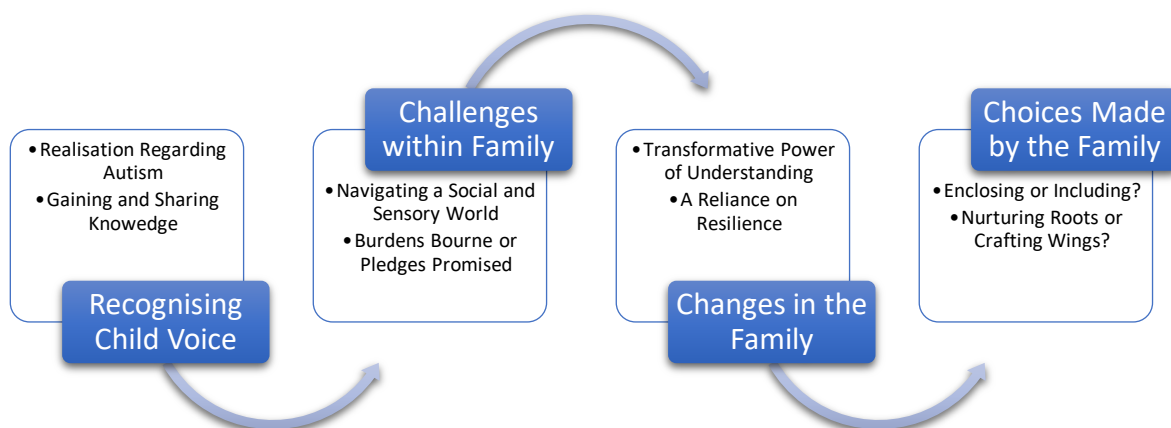 • Realisation Regarding
Autism
• Gaining and Sharing
Knowedge
Recognising
Child Voice
Challenges
within Family
• Navigating a Social and
Sensory World
• Burdens Bourne or
Pledges Promised
• Transformative Power
of Understanding
• A Reliance on
Resilience
Changes in the
Family
Choices Made
by the Family
• Enclosing or Including?
• Nurturing Roots or
Crafting Wings?